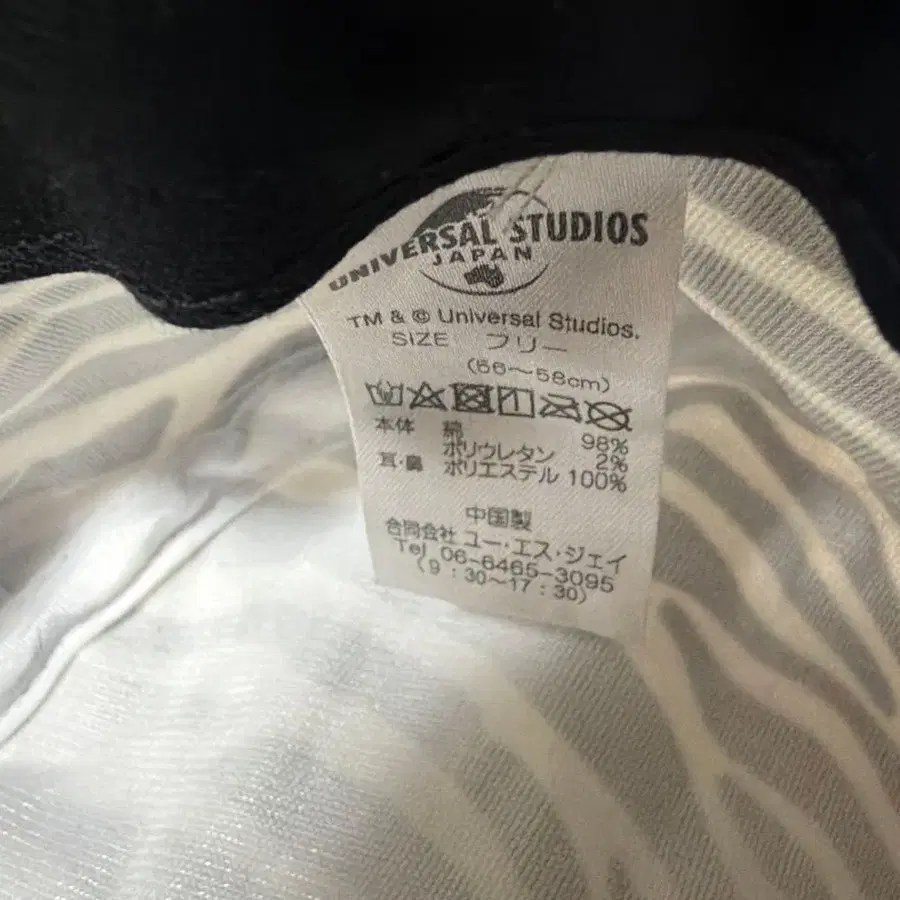 UNIVERSAL STUDIOS
JAPAN
TM & © Universal Studios.
SIZE フリー
(56～58cm)
本体 綿 98%
ポリウレタン 2%
耳・鼻 ポリエステル 100%
中国製
合同会社 ユー・エス・ジェイ
Tel 06-6465-3095
(9:30～17:30)